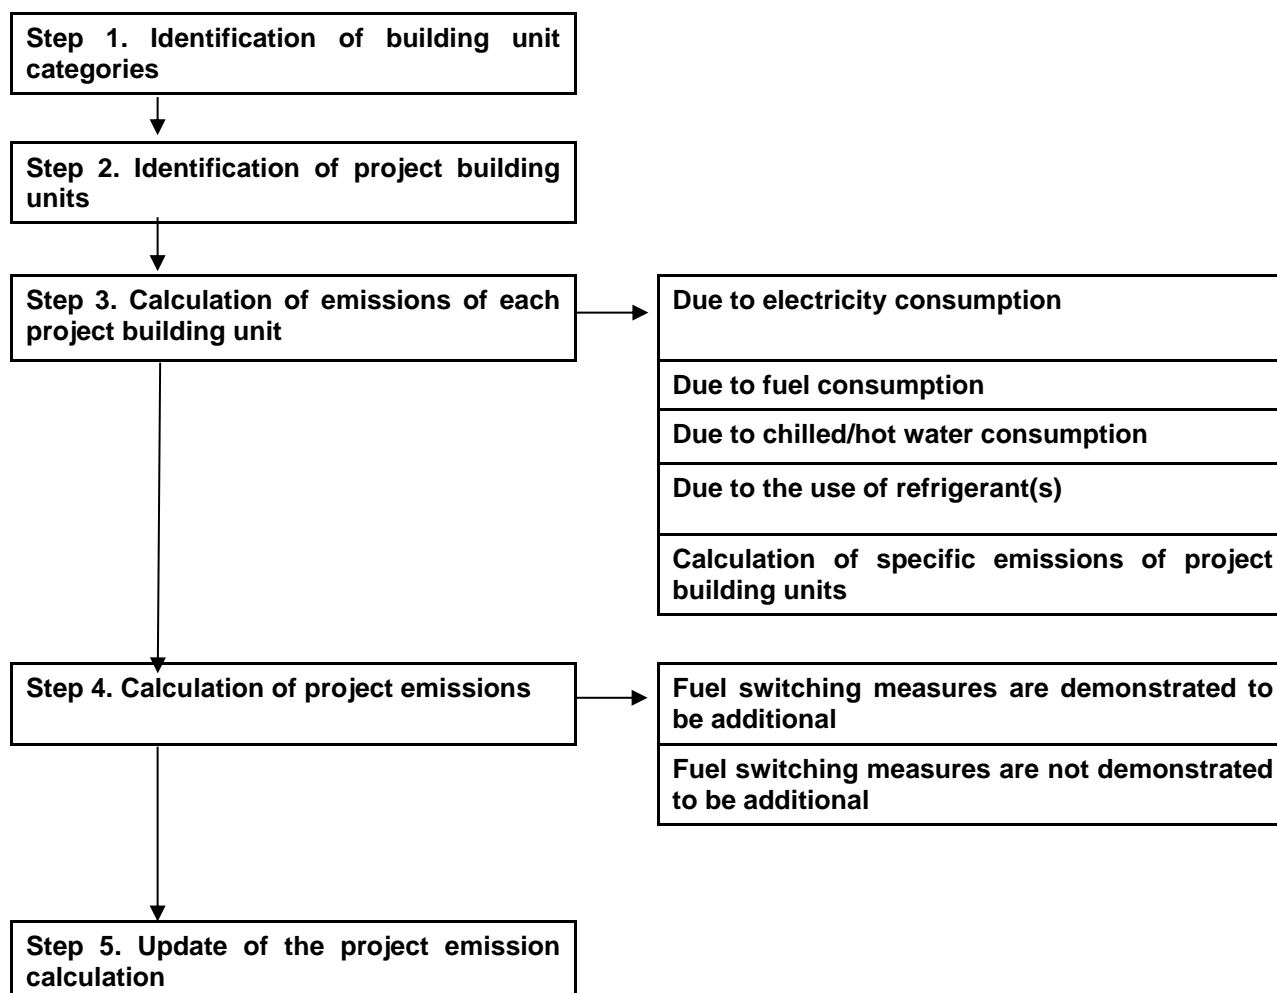 Step 1. Identification of building unit
categories
Step 2. Identification of project building
units
Step 3. Calculation of emissions of each
project building unit
Due to electricity consumption
Due to fuel consumption
Due to chilled/hot water consumption
Due to the use of refrigerant(s)
Calculation of specific emissions of project
building units
Step 4. Calculation of project emissions
Fuel switching measures are demonstrated to
be additional
Fuel switching measures are not demonstrated
to be additional
Step 5. Update of the project emission
calculation